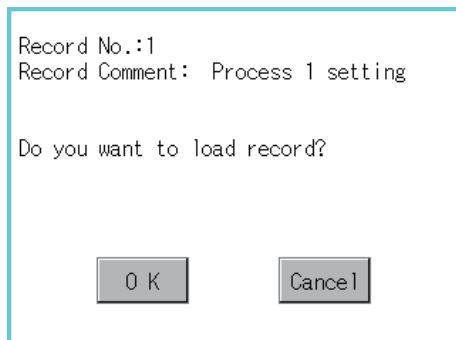 Record No.:1
Record Comment: Process 1 setting
Do you want to load record?
OK Cancel